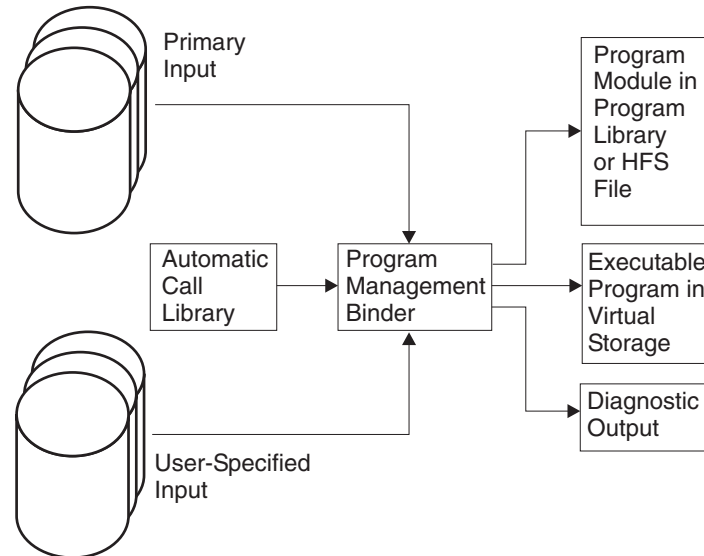 Primary
Input
Program
Module in
Program
Library
or HFS
File
Automatic
Call
Library
Program
Management
Binder
Executable
Program in
Virtual
Storage
Diagnostic
Output
User-Specified
Input